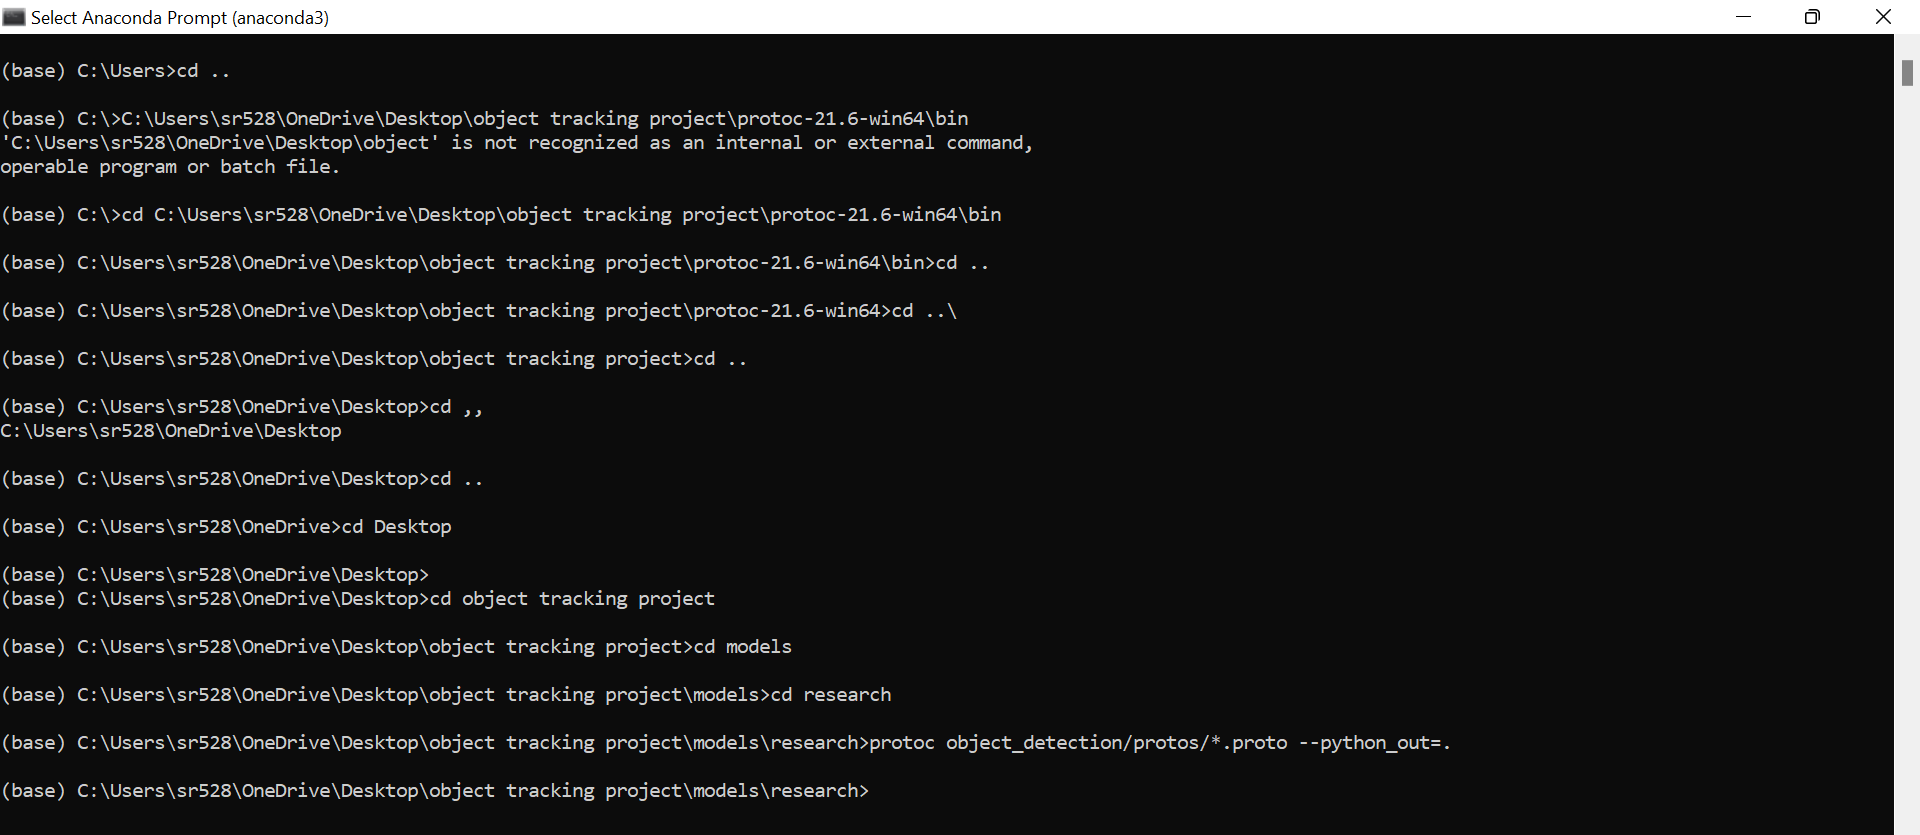 Select Anaconda Prompt (anaconda3)
(base) C:\Users>cd ..
(base) C:\>C:\Users\sr528\OneDrive\Desktop\object tracking project\protoc-21.6-win64\bin
'C:\Users\sr528\OneDrive\Desktop\object' is not recognized as an internal or external command,
operable program or batch file.
(base) C:\>cd C:\Users\sr528\OneDrive\Desktop\object tracking project\protoc-21.6-win64\bin
(base) C:\Users\sr528\OneDrive\Desktop\object tracking project\protoc-21.6-win64\bin>cd ..
(base) C:\Users\sr528\OneDrive\Desktop\object tracking project\protoc-21.6-win64>cd ..\
(base) C:\Users\sr528\OneDrive\Desktop\object tracking project>cd ..
(base) C:\Users\sr528\OneDrive\Desktop>cd ,,
C:\Users\sr528\OneDrive\Desktop
(base) C:\Users\sr528\OneDrive\Desktop>cd ..
(base) C:\Users\sr528\OneDrive>cd Desktop
(base) C:\Users\sr528\OneDrive\Desktop>
(base) C:\Users\sr528\OneDrive\Desktop>cd object tracking project
(base) C:\Users\sr528\OneDrive\Desktop\object tracking project>cd models
(base) C:\Users\sr528\OneDrive\Desktop\object tracking project\models>cd research
(base) C:\Users\sr528\OneDrive\Desktop\object tracking project\models\research>protoc object_detection/protos/*.proto --python_out=.
(base) C:\Users\sr528\OneDrive\Desktop\object tracking project\models\research>